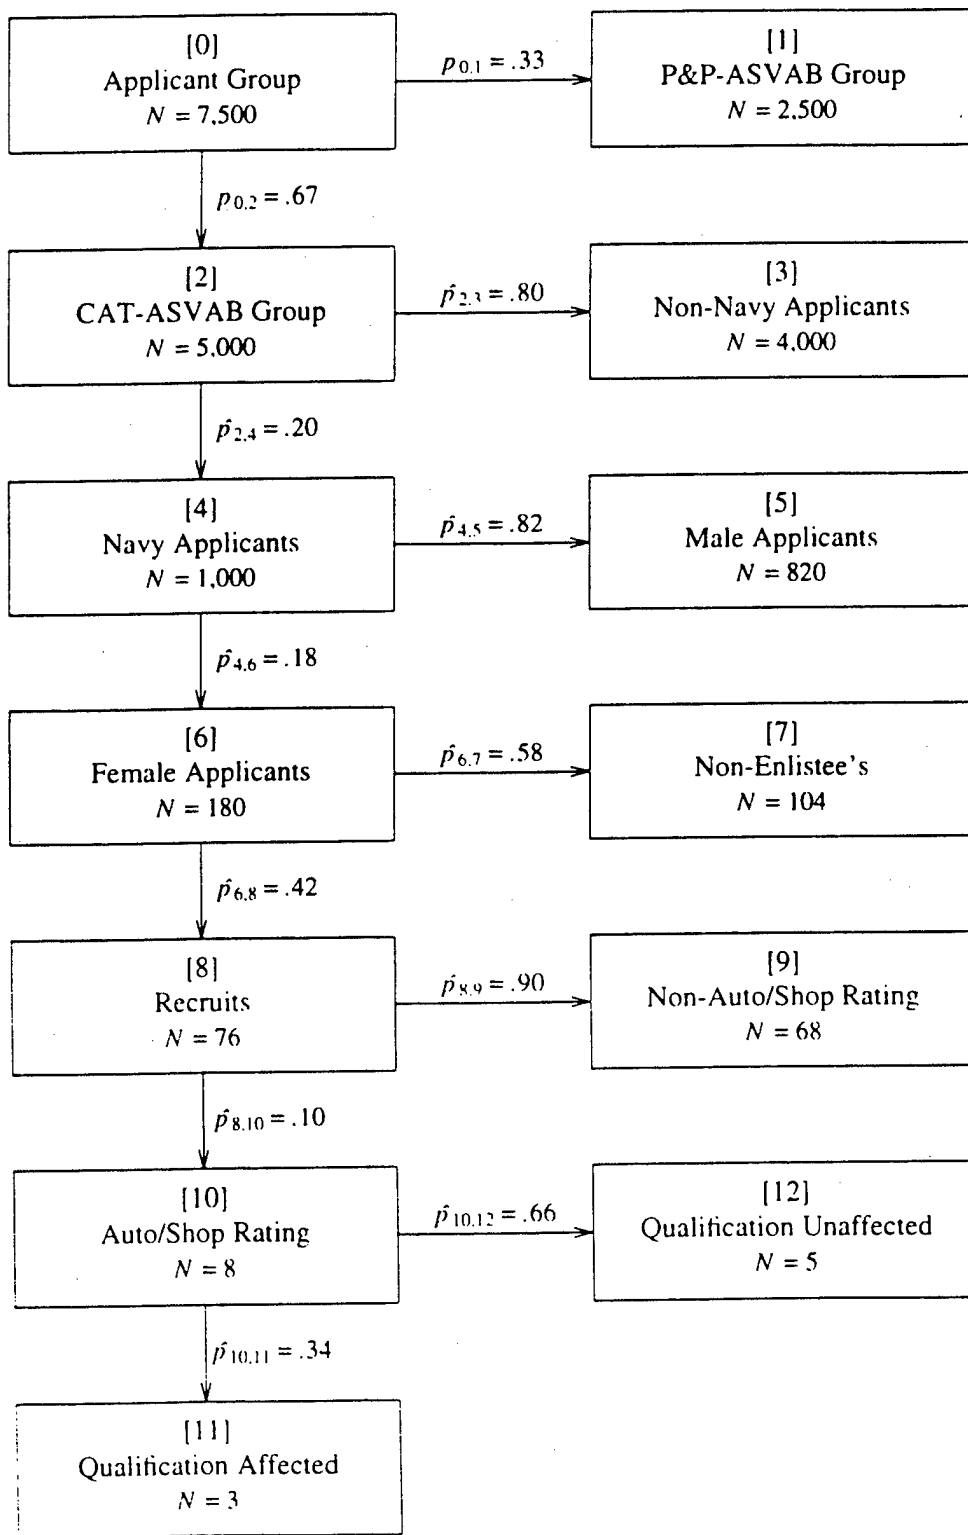 [0]
Applicant Group
N = 7,500
p0,1 = .33
[1]
P&P-ASVAB Group
N = 2,500
p0,2 = .67
[2]
CAT-ASVAB Group
N = 5,000
p̂2,3 = .80
[3]
Non-Navy Applicants
N = 4,000
p̂2,4 = .20
[4]
Navy Applicants
N = 1,000
p̂4,5 = .82
[5]
Male Applicants
N = 820
p̂4,6 = .18
[6]
Female Applicants
N = 180
p̂6,7 = .58
[7]
Non-Enlistee's
N = 104
p̂6,8 = .42
[8]
Recruits
N = 76
p̂8,9 = .90
[9]
Non-Auto/Shop Rating
N = 68
p̂8,10 = .10
[10]
Auto/Shop Rating
N = 8
p̂10,12 = .66
[12]
Qualification Unaffected
N = 5
p̂10,11 = .34
[11]
Qualification Affected
N = 3